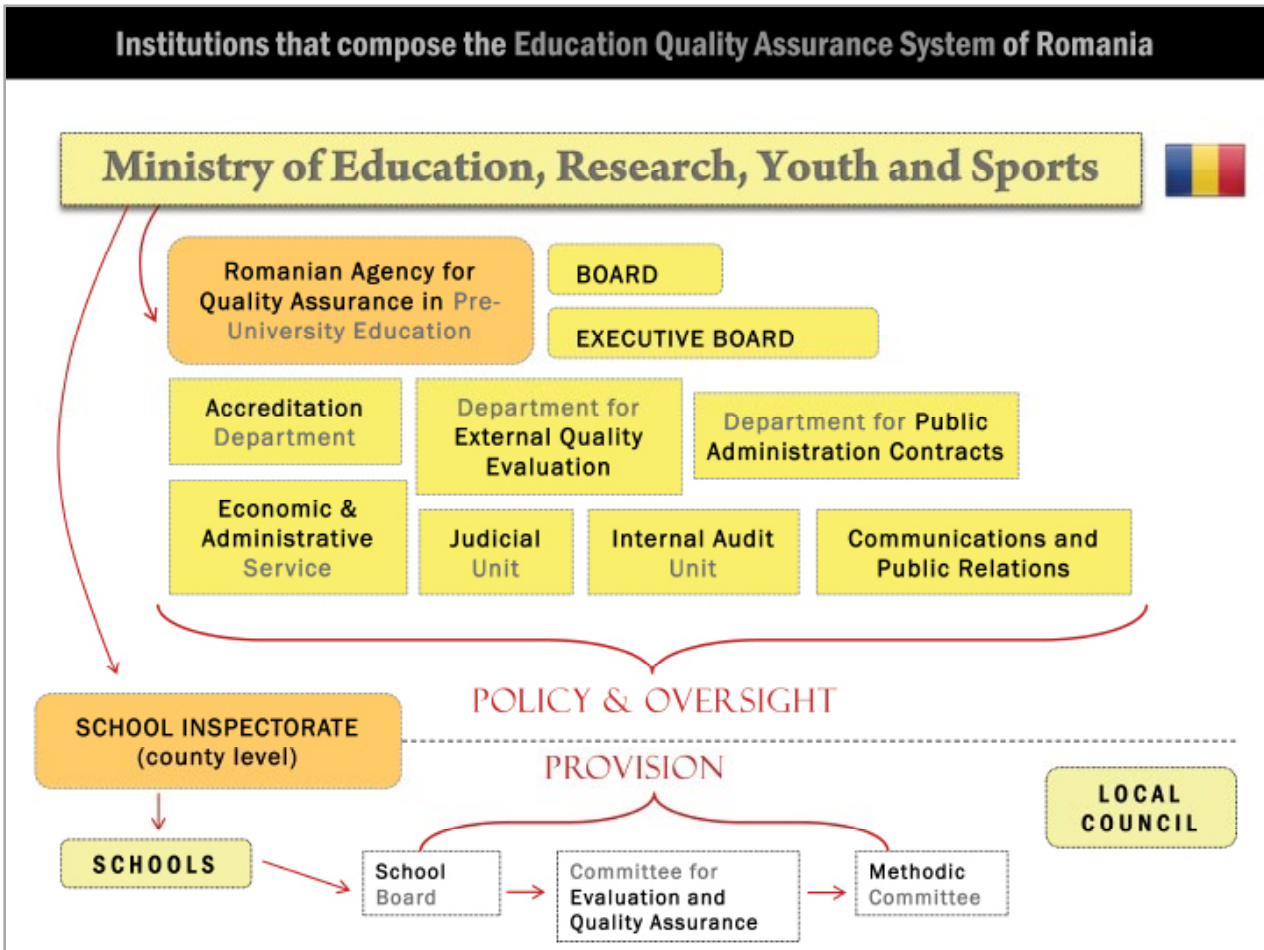 Institutions that compose the Education Quality Assurance System of Romania
Ministry of Education, Research, Youth and Sports
Romanian Agency for
Quality Assurance in Pre-
University Education
BOARD
EXECUTIVE BOARD
Accreditation
Department
Department for
External Quality
Evaluation
Department for Public
Administration Contracts
Economic &
Administrative
Service
Judicial
Unit
Internal Audit
Unit
Communications and
Public Relations
POLICY & OVERSIGHT
SCHOOL INSPECTORATE
(county level)
PROVISION
LOCAL
COUNCIL
SCHOOLS
School
Board
Committee for
Evaluation and
Quality Assurance
Methodic
Committee